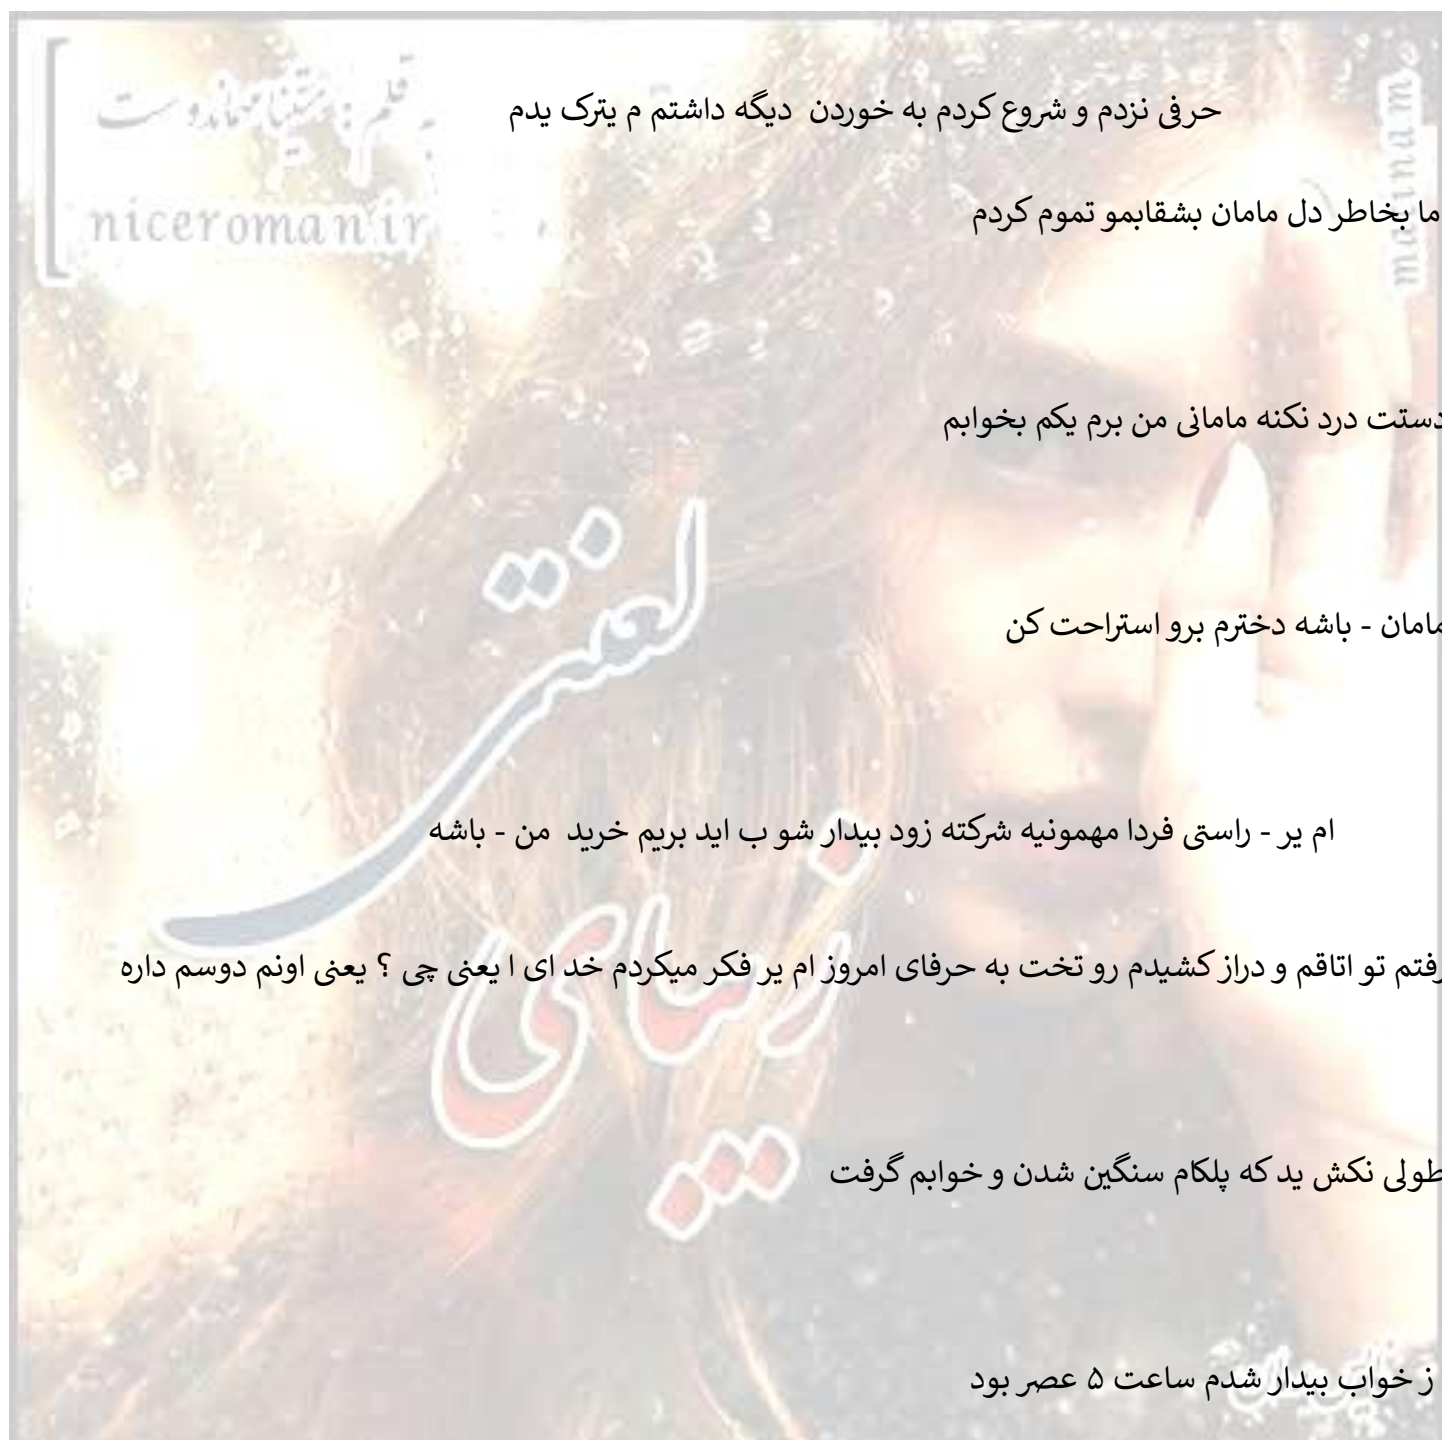 به قلم :
niceroman.ir
حرفی نزدم و شروع کردم به خوردن دیگه داشتم م یترک یدم
ما بخاطر دل مامان بشقابمو تموم کردم
دستت درد نکنه مامانی من برم یکم بخوابم
مامان - باشه دخترم برو استراحت کن
ام یر - راستی فردا مهمونیه شرکته زود بیدار شو ب اید بریم خرید من - باشه
رفتم تو اتاقم و دراز کشیدم رو تخت به حرفای امروز ام یر فکر میکردم خد ای ا یعنی چی ؟ یعنی اونم دوسم داره
طولی نکش ید که پلکام سنگین شدن و خوابم گرفت
ز خواب بیدار شدم ساعت ۵ عصر بود
لعنتی
زیبای